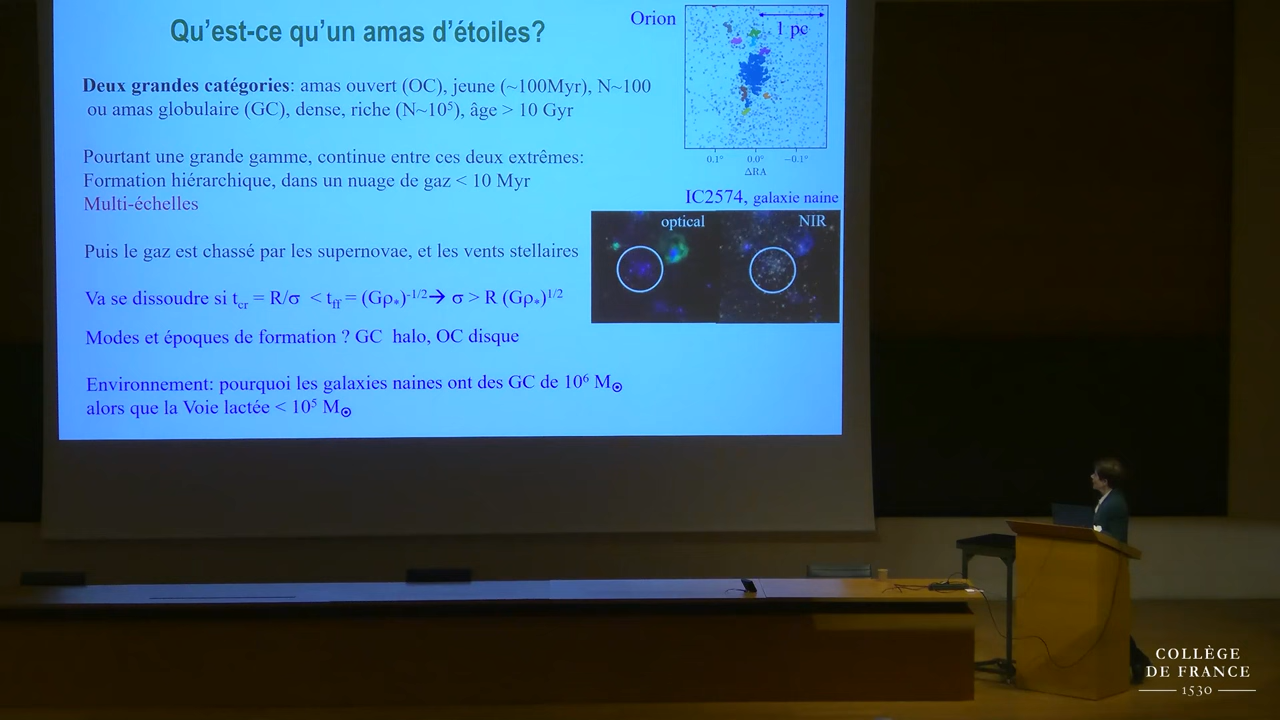 Qu'est-ce qu'un amas d'étoiles?
Deux grandes catégories: amas ouvert (OC), jeune (~100Myr), N~100
ou amas globulaire (GC), dense, riche (N~10⁵), âge > 10 Gyr
Pourtant une grande gamme, continue entre ces deux extrêmes:
Formation hiérarchique, dans un nuage de gaz < 10 Myr
Multi-échelles
Puis le gaz est chassé par les supernovae, et les vents stellaires
Va se dissoudre si t_cr = R/σ < t_ff = (Gρ*)^-1/2 → σ > R (Gρ*)^1/2
Modes et époques de formation ? GC halo, OC disque
Environnement: pourquoi les galaxies naines ont des GC de 10⁶ M☉
alors que la Voie lactée < 10⁵ M☉
Orion
1 pc
0.1° 0.0° −0.1°
ΔRA
IC2574, galaxie naine
optical NIR
COLLÈGE
DE FRANCE
1530